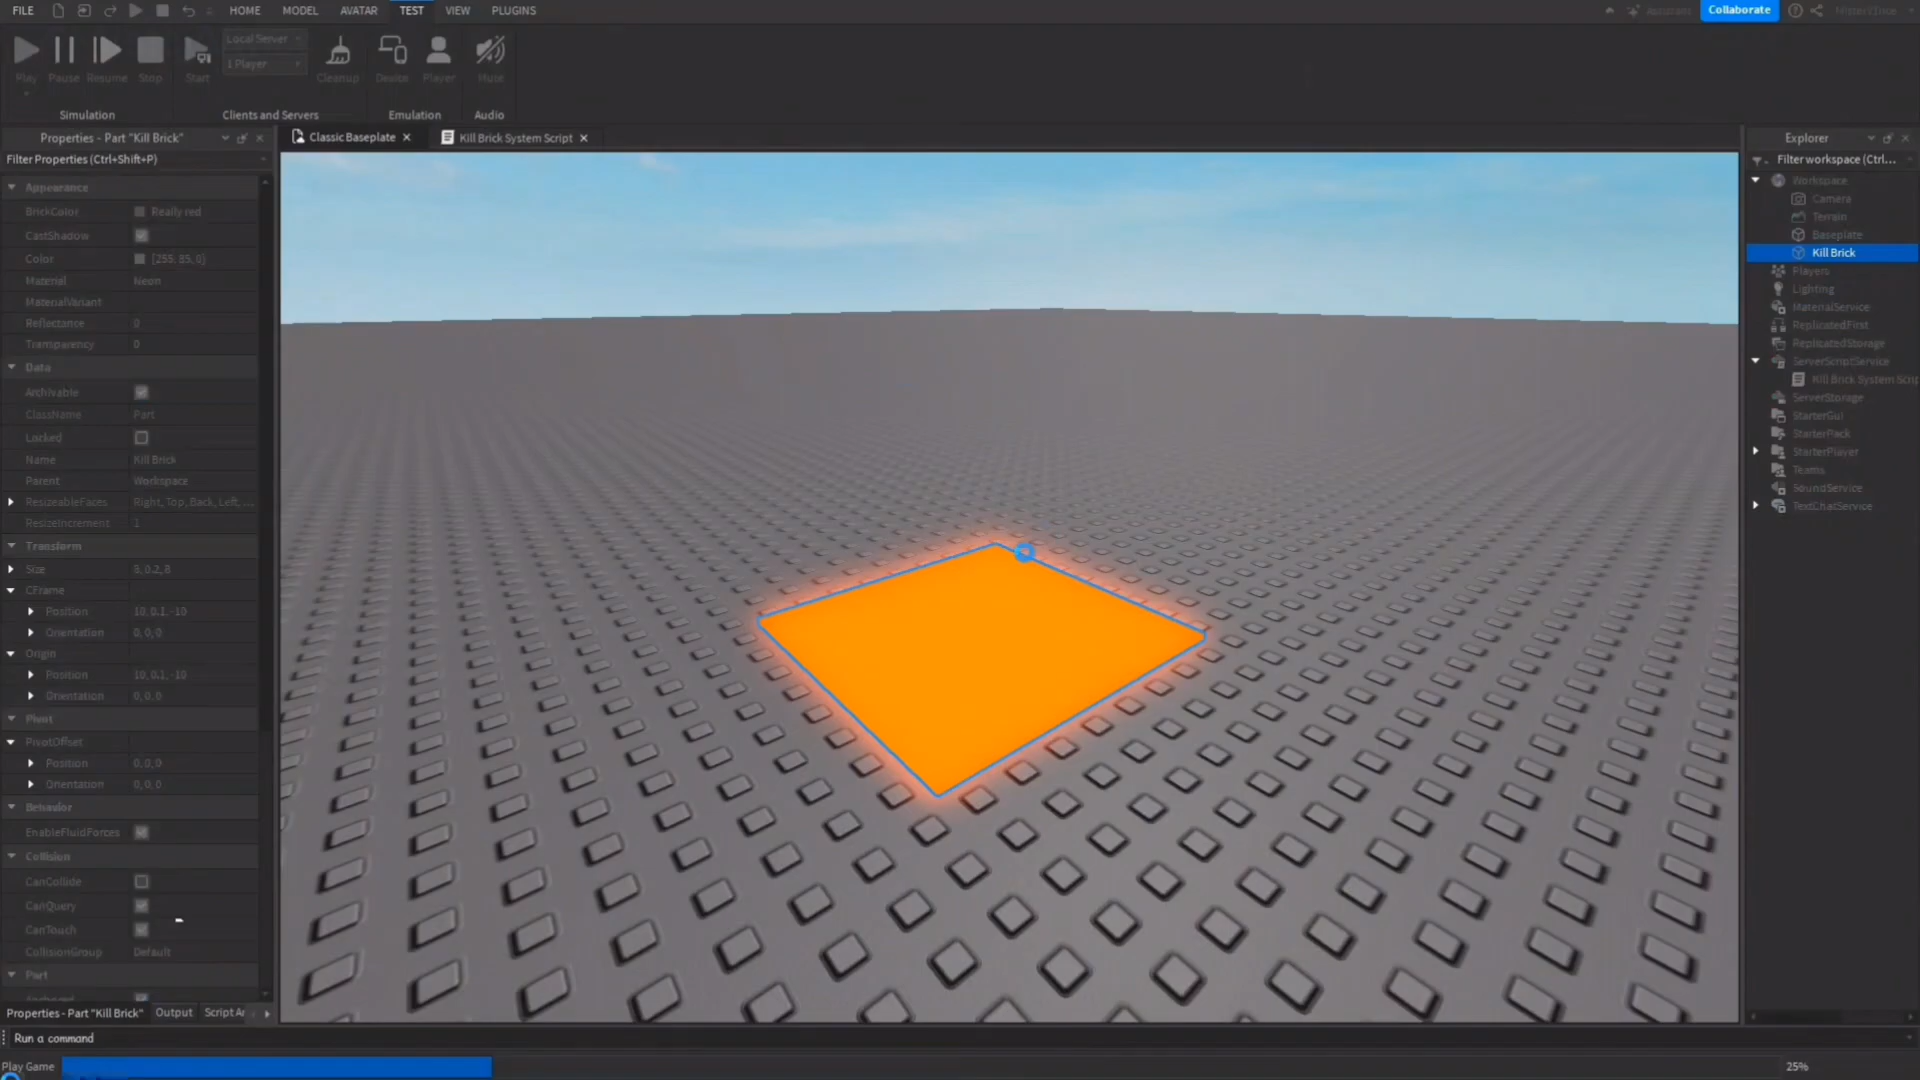 FILE HOME MODEL AVATAR TEST VIEW PLUGINS Assistant Collaborate
Play Pause Resume Stop Start Local Server 1 Player Cleanup Device Player Mute
Simulation Clients and Servers Emulation Audio
Properties - Part "Kill Brick"
Filter Properties (Ctrl+Shift+P)
Appearance
BrickColor Really red
CastShadow
Color [255, 85, 0]
Material Neon
MaterialVariant
Reflectance 0
Transparency 0
Data
Archivable
ClassName Part
Locked
Name Kill Brick
Parent Workspace
ResizeableFaces Right, Top, Back, Left, ...
ResizeIncrement 1
Transform
Size 8, 0.2, 8
CFrame
Position 10, 0.1, -10
Orientation 0, 0, 0
Origin
Position 10, 0.1, -10
Orientation 0, 0, 0
Pivot
PivotOffset
Position 0, 0, 0
Orientation 0, 0, 0
Behavior
EnableFluidForces
Collision
CanCollide
CanQuery
CanTouch
CollisionGroup Default
Part
Anchored
Properties - Part "Kill Brick" Output Script An
Classic Baseplate
Kill Brick System Script
Explorer
Filter workspace (Ctrl...
Workspace
Camera
Terrain
Baseplate
Kill Brick
Players
Lighting
MaterialService
ReplicatedFirst
ReplicatedStorage
ServerScriptService
Kill Brick System Scrip
ServerStorage
StarterGui
StarterPack
StarterPlayer
Teams
SoundService
TextChatService
Run a command
Play Game
25%